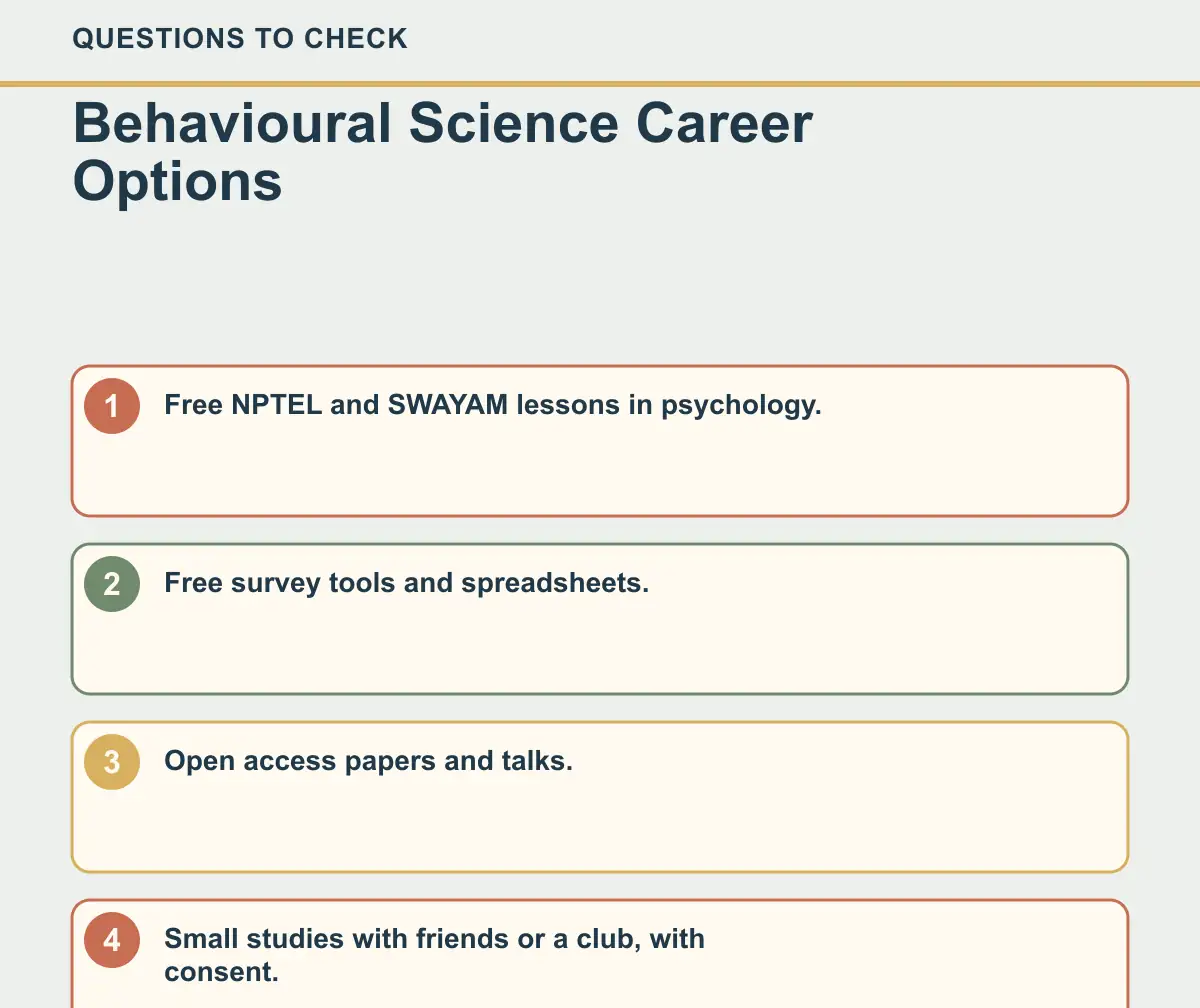 QUESTIONS TO CHECK
Behavioural Science Career
Options
1
Free NPTEL and SWAYAM lessons in psychology.
2
Free survey tools and spreadsheets.
3
Open access papers and talks.
4
Small studies with friends or a club, with
consent.